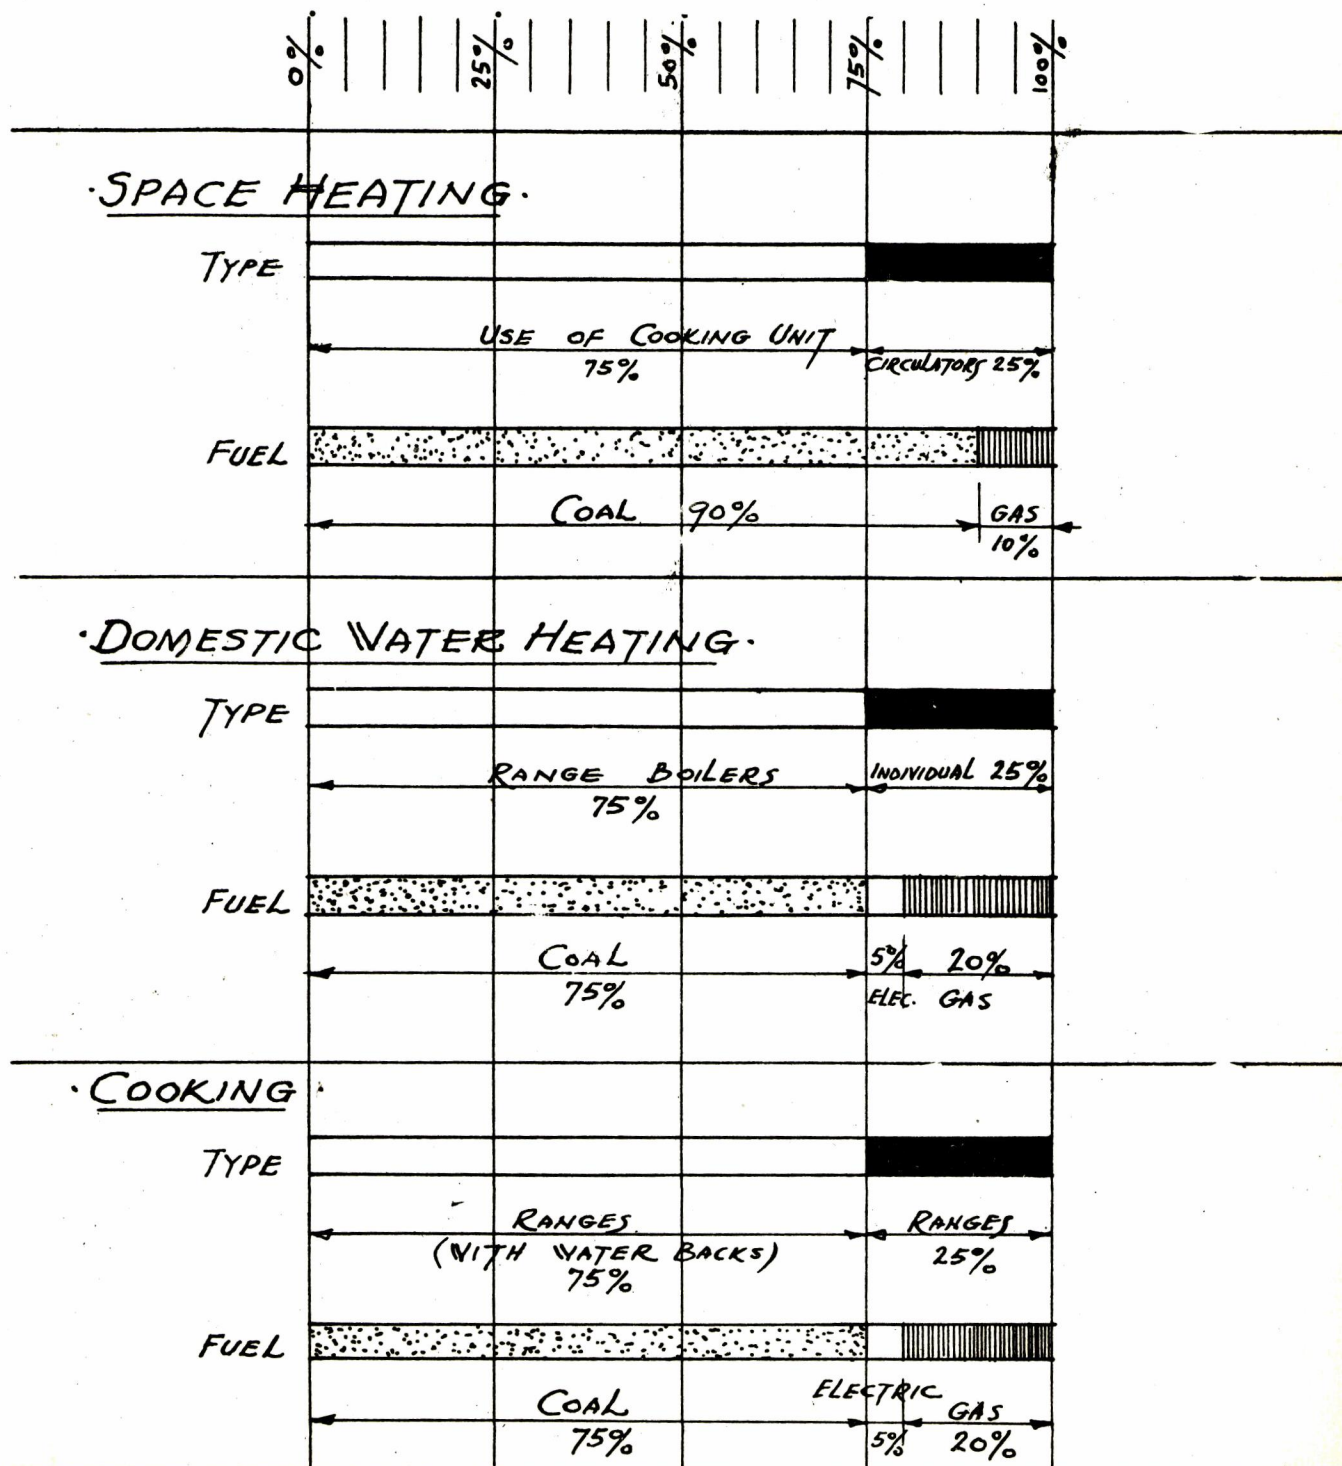 0% 25% 50% 75% 100%
·SPACE HEATING·
TYPE
USE OF COOKING UNIT
75%
CIRCULATORS 25%
FUEL
COAL 90%
GAS
10%
·DOMESTIC WATER HEATING·
TYPE
RANGE BOILERS
75%
INDIVIDUAL 25%
FUEL
COAL
75%
5% 20%
ELEC. GAS
·COOKING·
TYPE
RANGES
(WITH WATER BACKS)
75%
RANGES
25%
FUEL
COAL
75%
ELECTRIC
5%
GAS
20%